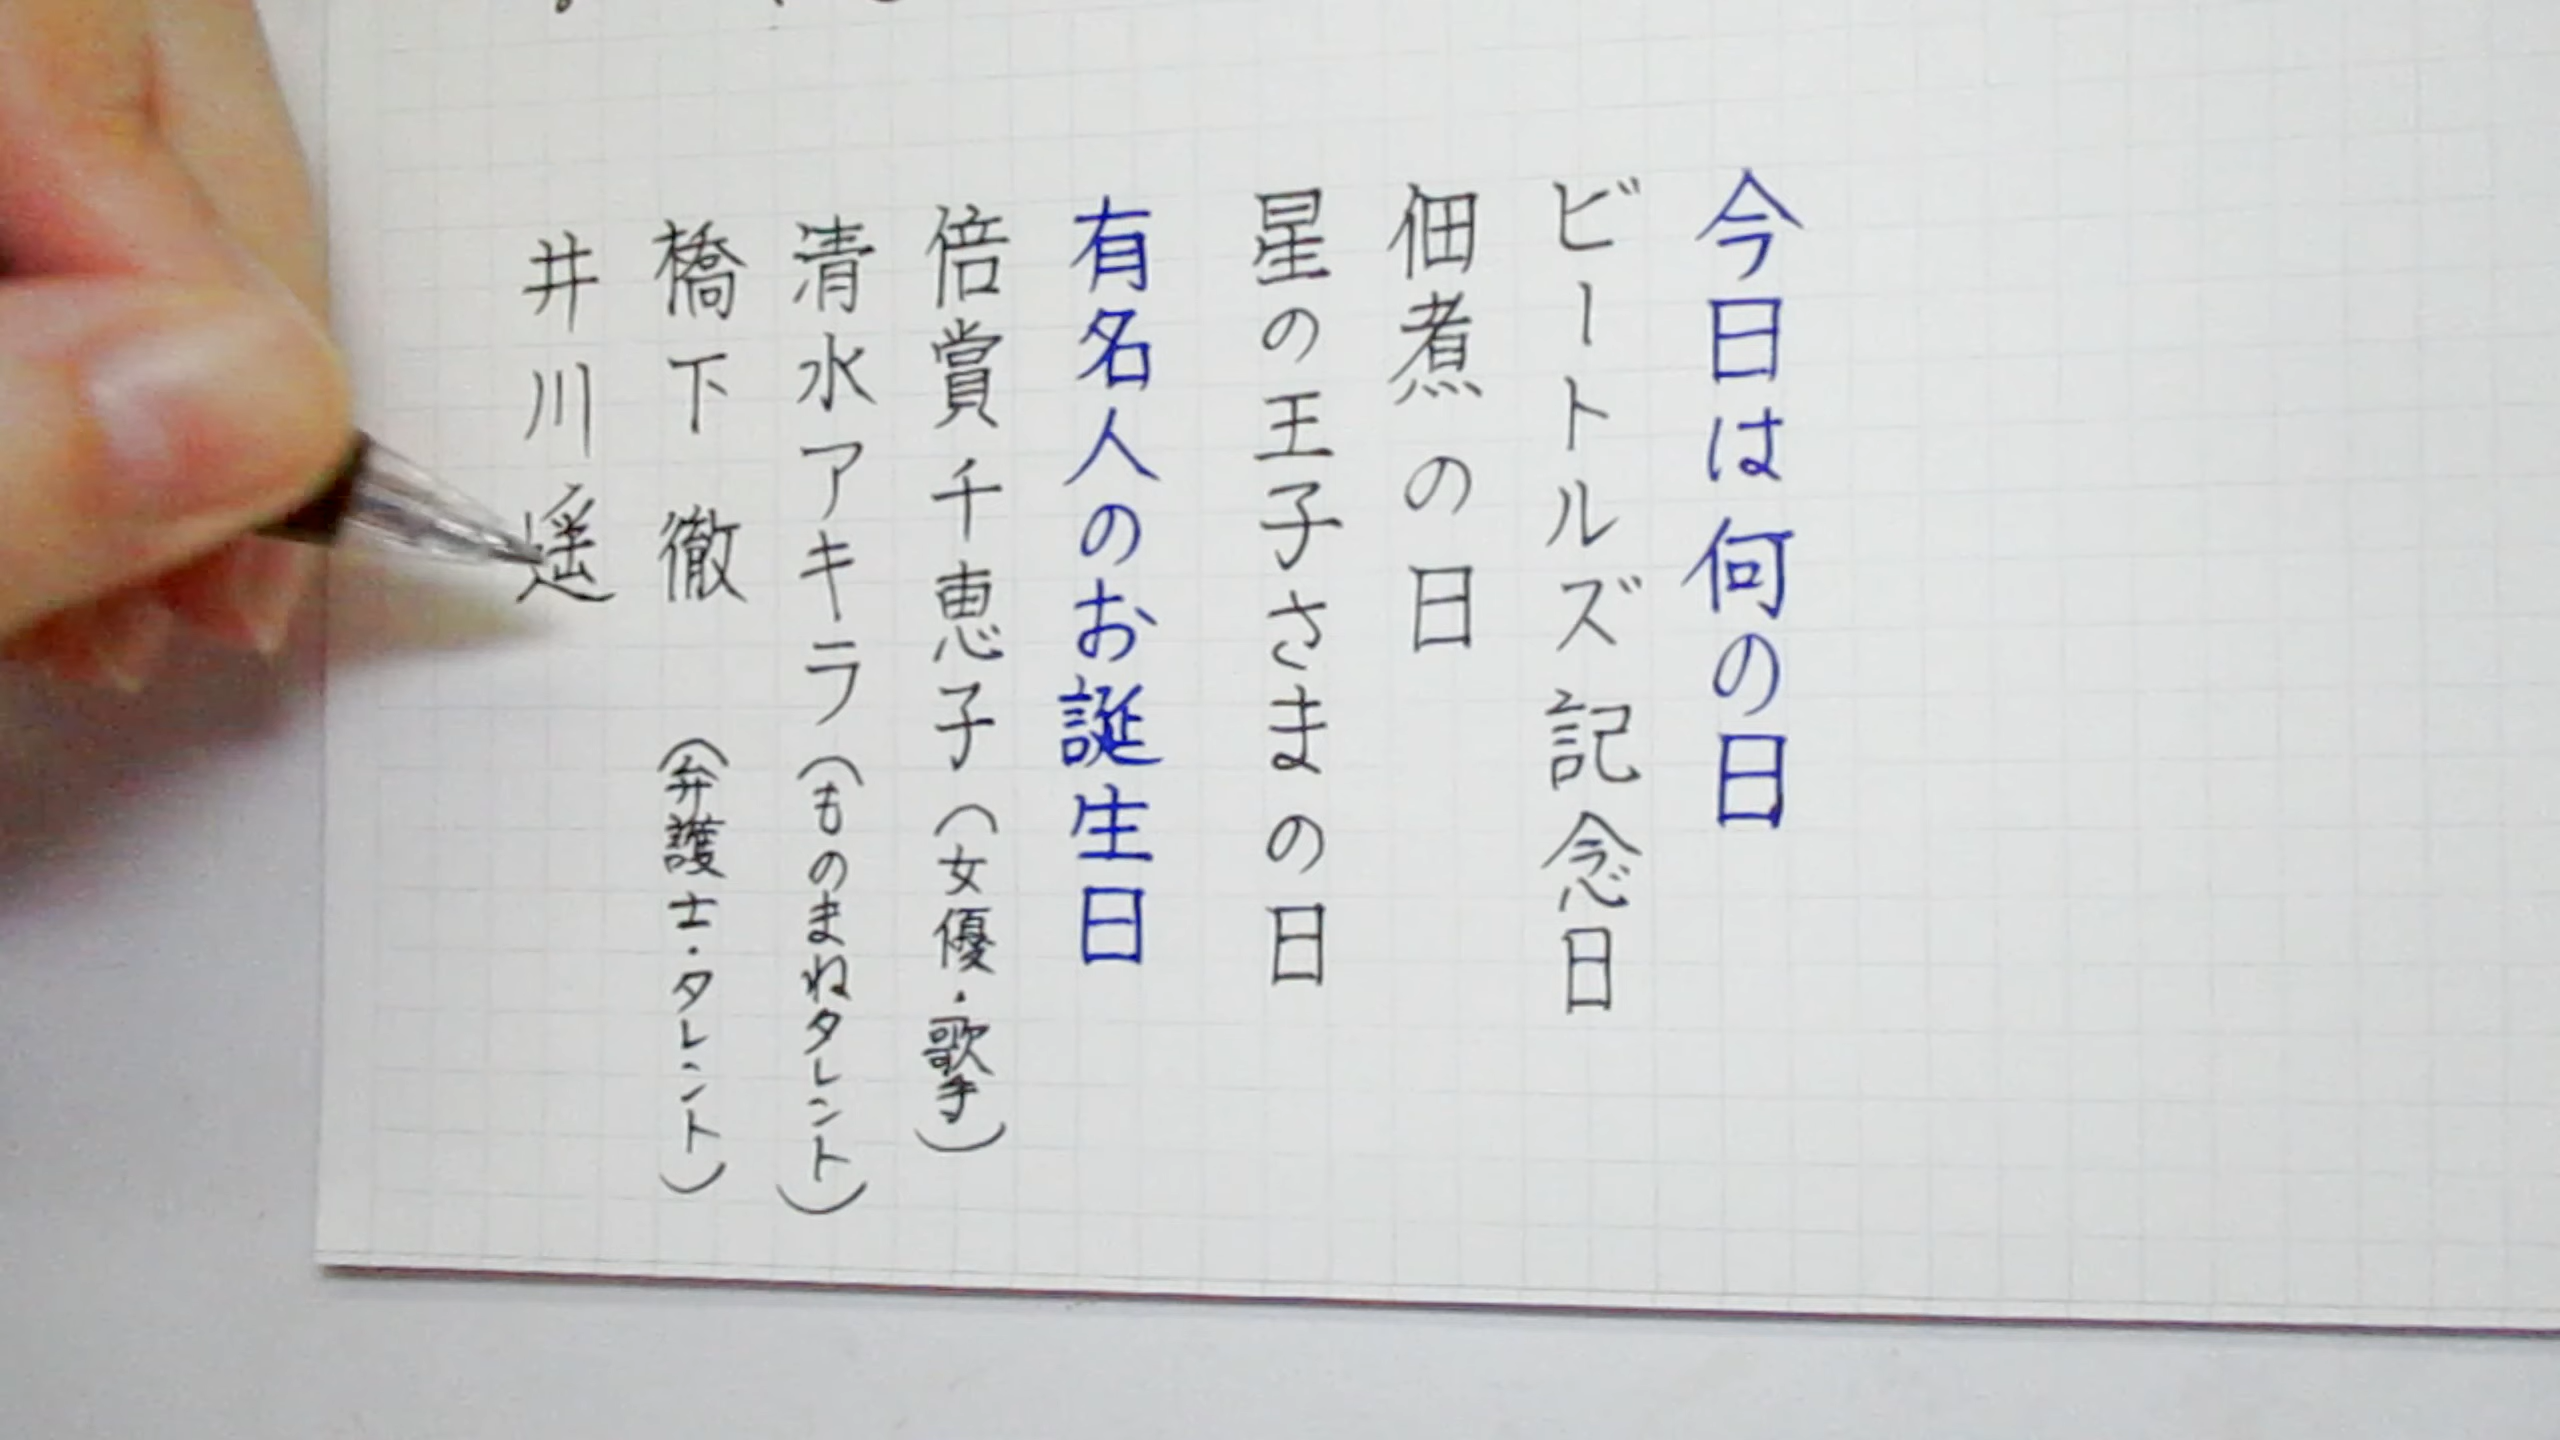 今日は何の日
ビートルズ記念日
佃煮の日
星の王子さまの日
有名人のお誕生日
倍賞千恵子(女優・歌手)
清水アキラ(ものまねタレント)
橋下 徹 (弁護士・タレント)
井川遥